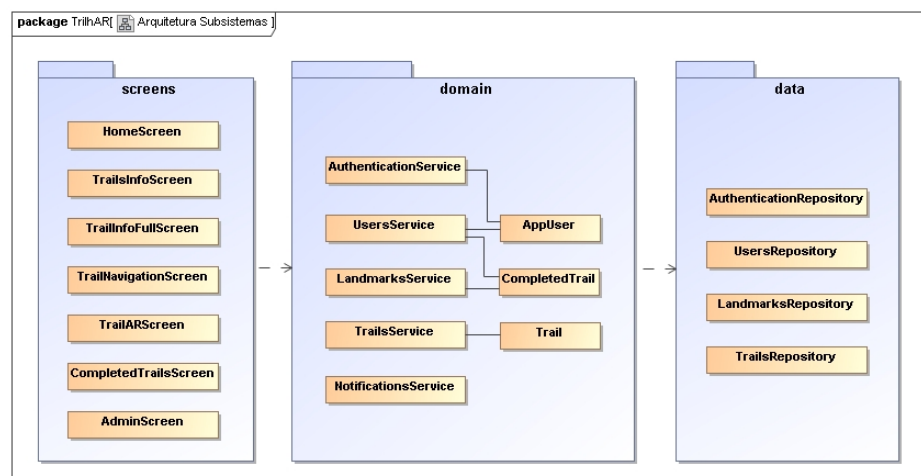 package TrilhAR[ Arquitetura Subsistemas ]
screens
HomeScreen
TrailsInfoScreen
TrailInfoFullScreen
TrailNavigationScreen
TrailARScreen
CompletedTrailsScreen
AdminScreen
domain
AuthenticationService
UsersService
AppUser
LandmarksService
CompletedTrail
TrailsService
Trail
NotificationsService
data
AuthenticationRepository
UsersRepository
LandmarksRepository
TrailsRepository